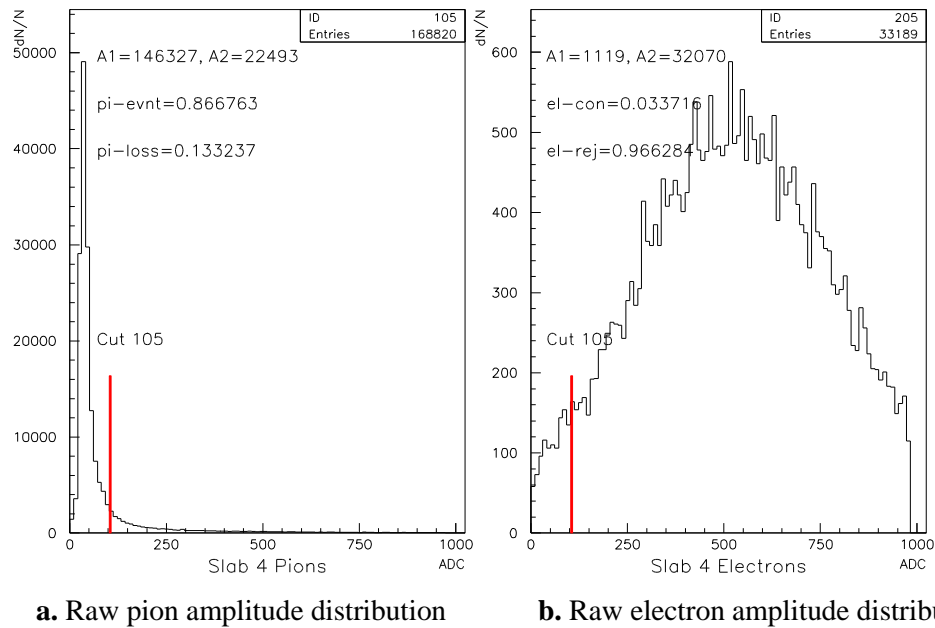 ID 105
Entries 168820
dN/N
50000
40000
30000
20000
10000
0
A1=146327, A2=22493
pi-evnt=0.866763
pi-loss=0.133237
Cut 105
0 250 500 750 1000
Slab 4 Pions
ADC
a. Raw pion amplitude distribution
ID 205
Entries 33189
dN/N
600
500
400
300
200
100
0
A1=1119, A2=32070
el-con=0.033716
el-rej=0.966284
Cut 105
0 250 500 750 1000
Slab 4 Electrons
ADC
b. Raw electron amplitude distribu